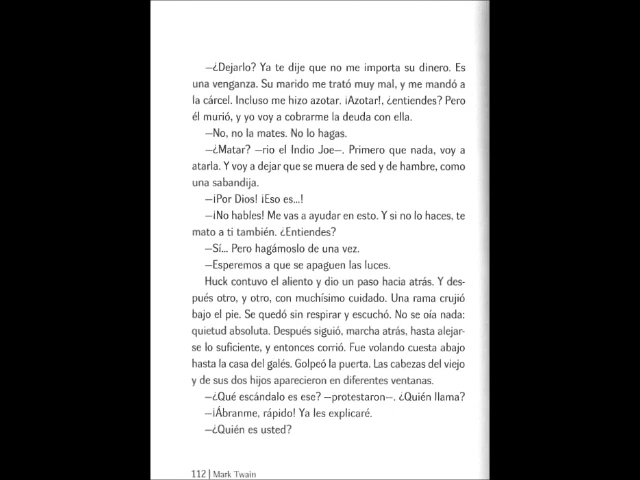 —¿Dejarlo? Ya te dije que no me importa su dinero. Es
una venganza. Su marido me trató muy mal, y me mandó a
la cárcel. Incluso me hizo azotar. ¡Azotar!, ¿entiendes? Pero
él murió, y yo voy a cobrarme la deuda con ella.
—No, no la mates. No lo hagas.
—¿Matar? —rio el Indio Joe—. Primero que nada, voy a
atarla. Y voy a dejar que se muera de sed y de hambre, como
una sabandija.
—¡Por Dios! ¡Eso es...!
—¡No hables! Me vas a ayudar en esto. Y si no lo haces, te
mato a ti también. ¿Entiendes?
—Sí... Pero hagámoslo de una vez.
—Esperemos a que se apaguen las luces.
Huck contuvo el aliento y dio un paso hacia atrás. Y des-
pués otro, y otro, con muchísimo cuidado. Una rama crujió
bajo el pie. Se quedó sin respirar y escuchó. No se oía nada:
quietud absoluta. Después siguió, marcha atrás, hasta alejar-
se lo suficiente, y entonces corrió. Fue volando cuesta abajo
hasta la casa del galés. Golpeó la puerta. Las cabezas del viejo
y de sus dos hijos aparecieron en diferentes ventanas.
—¿Qué escándalo es ese? —protestaron—. ¿Quién llama?
—¡Ábranme, rápido! Ya les explicaré.
—¿Quién es usted?
112 | Mark Twain